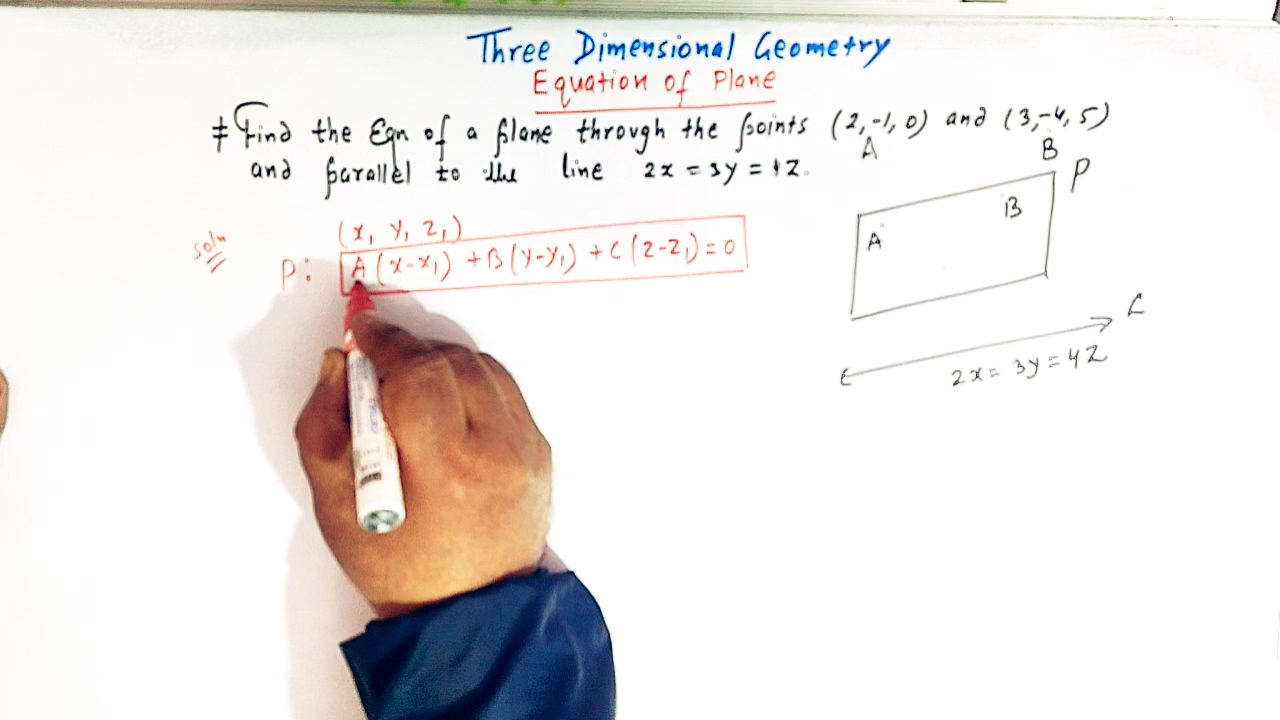 Three Dimensional Geometry
Equation of Plane
# Find the Eqn of a plane through the points (2,-1, 0) and (3,-4, 5)
A B
and parallel to the line 2x = 3y = 4z.
P
B
A
Soln
(x₁ y₁ z₁)
P: A(x-x₁) + B(y-y₁) + C(z-z₁) = 0
L
2x = 3y = 4z